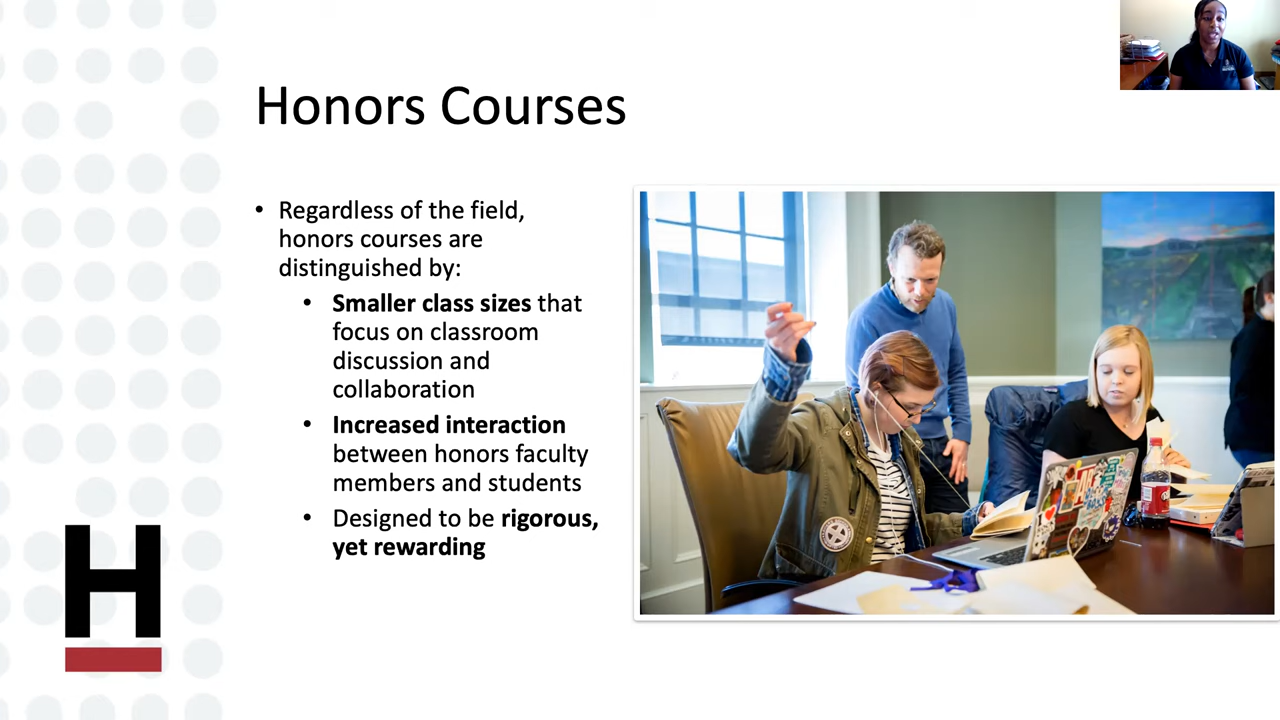 Honors Courses
• Regardless of the field,
honors courses are
distinguished by:
• Smaller class sizes that
focus on classroom
discussion and
collaboration
• Increased interaction
between honors faculty
members and students
• Designed to be rigorous,
yet rewarding
H